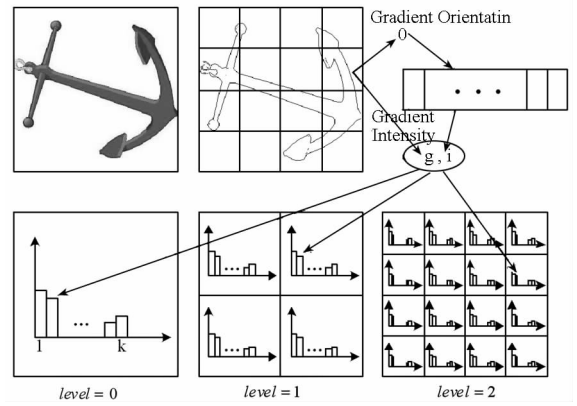 Gradient Orientatin
0
. . .
Gradient
Intensity
g , i
...
1
k
...
...
...
...
level = 0
level = 1
level = 2